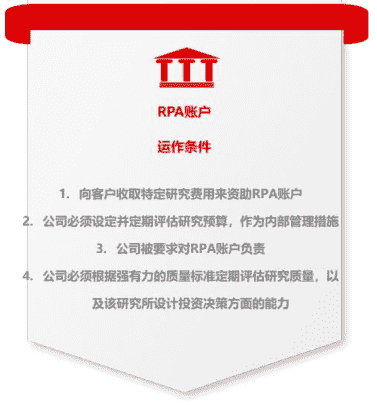 RPA账户
运作条件
1. 向客户收取特定研究费用来资助RPA账户
2. 公司必须设定并定期评估研究预算，作为内部管理措施
3. 公司被要求对RPA账户负责
4. 公司必须根据强有力的质量标准定期评估研究质量，以
及该研究所设计投资决策方面的能力